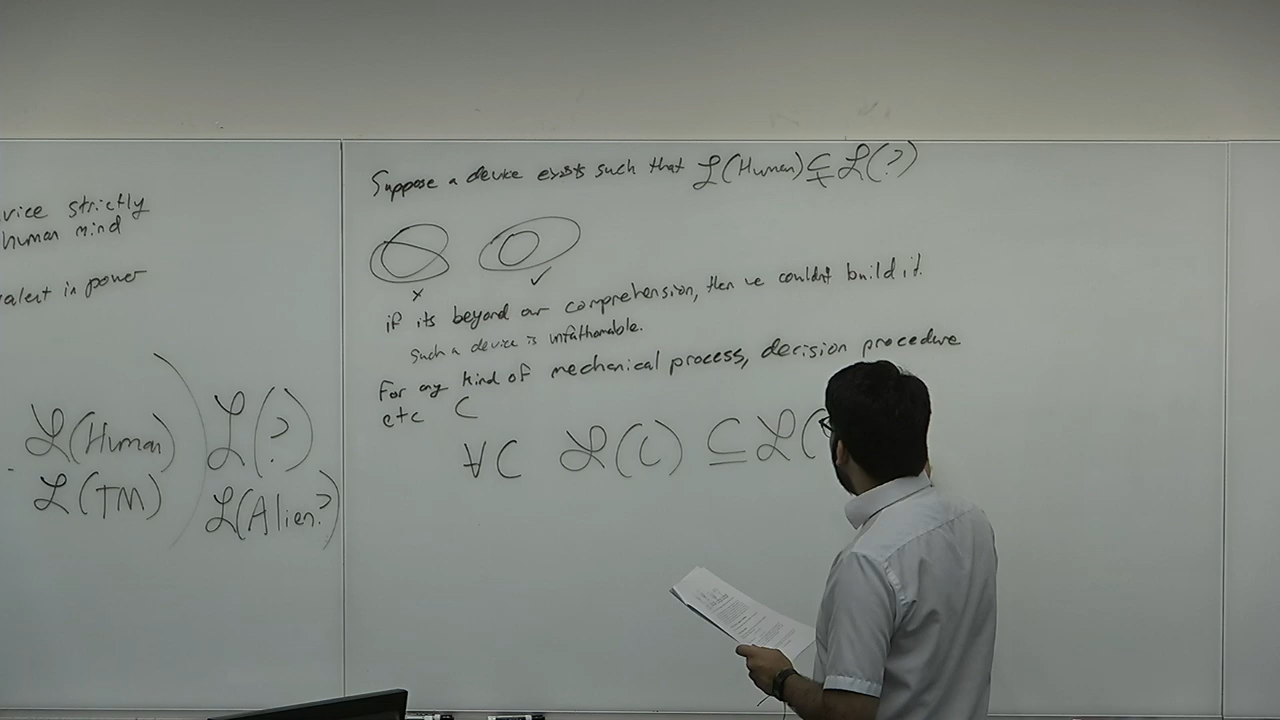 vice strictly
human mind
alent in power
ℒ(Human)
ℒ(TM)
ℒ(?)
ℒ(Alien?)
Suppose a device exists such that ℒ(Human)⊊ℒ(?)
x ✓
if its beyond our comprehension, then we couldnt build it.
Such a device is unfathomable.
For any kind of mechanical process, decision procedure
etc C
∀C ℒ(C) ⊆ ℒ(